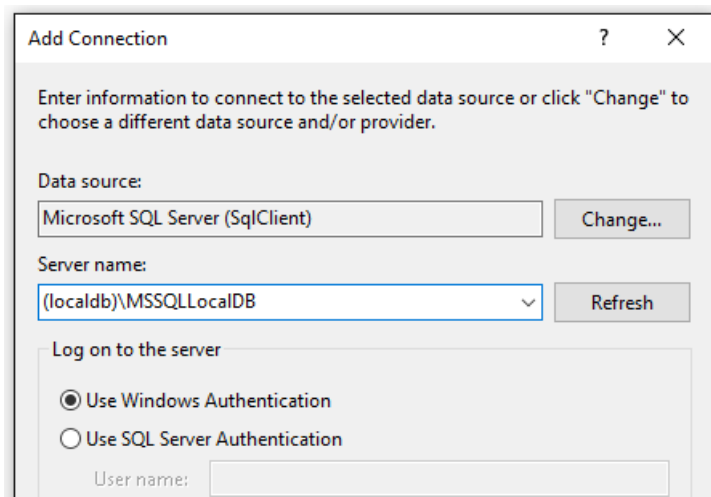 Add Connection
?
Enter information to connect to the selected data source or click "Change" to
choose a different data source and/or provider.
Data source:
Microsoft SQL Server (SqlClient)
Change...
Server name:
(localdb)\MSSQLLocalDB
Refresh
Log on to the server
Use Windows Authentication
Use SQL Server Authentication
User name: